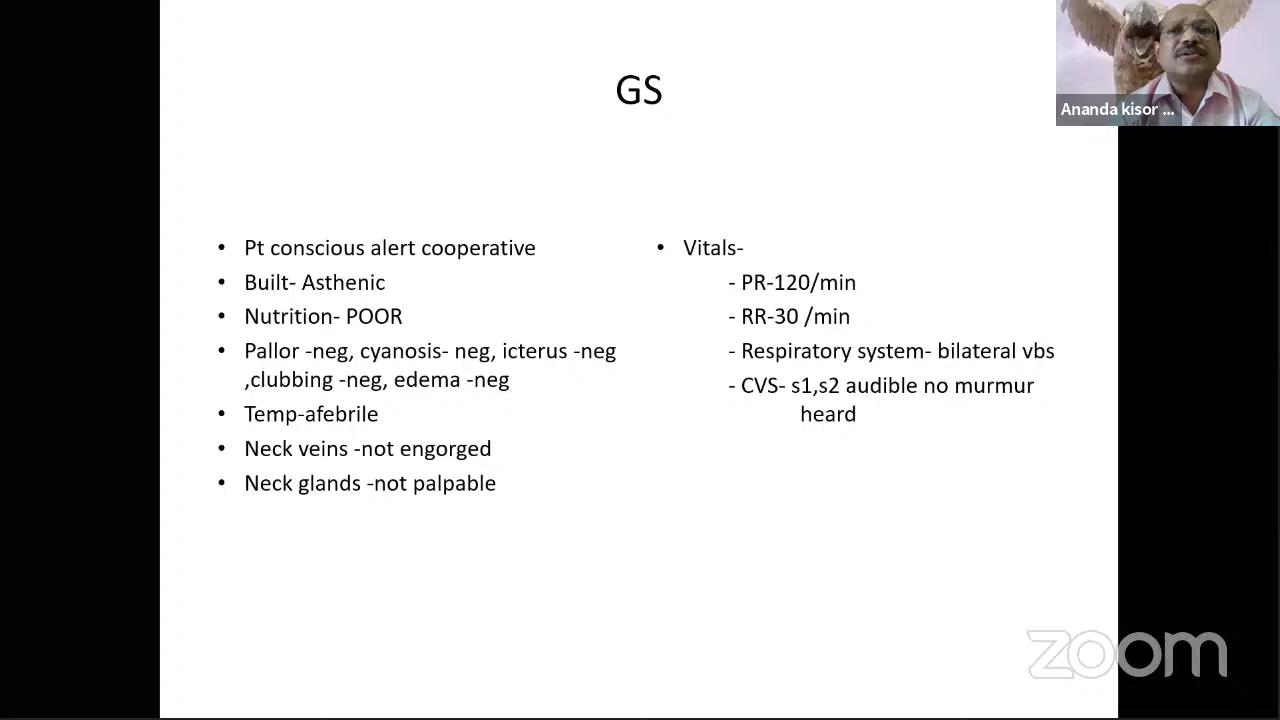 GS
Ananda kisor ...
• Pt conscious alert cooperative
• Built- Asthenic
• Nutrition- POOR
• Pallor -neg, cyanosis- neg, icterus -neg
,clubbing -neg, edema -neg
• Temp-afebrile
• Neck veins -not engorged
• Neck glands -not palpable
• Vitals-
- PR-120/min
- RR-30 /min
- Respiratory system- bilateral vbs
- CVS- s1,s2 audible no murmur
heard
zoom